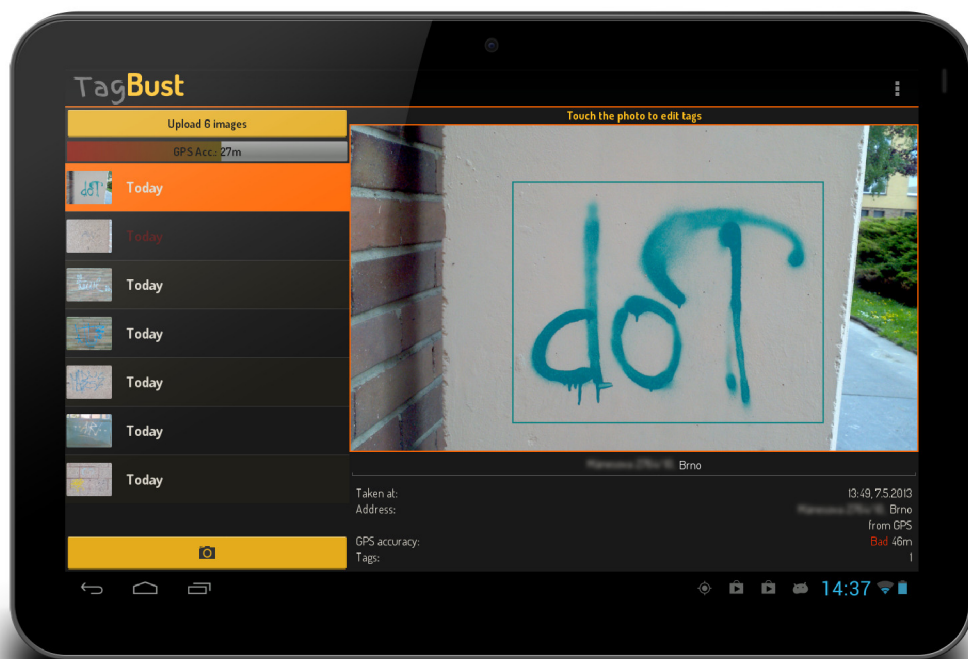 TagBust
Upload 6 images
GPS Acc.: 27m
Today
Today
Today
Today
Today
Today
Today
Touch the photo to edit tags
doT
Brno
Taken at: 13:49, 7.5.2013
Address: Brno
from GPS
GPS accuracy: Bad 46m
Tags: 1
14:37